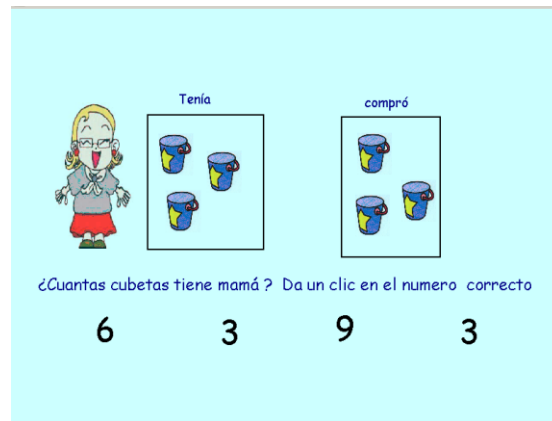 Tenía compró
¿Cuantas cubetas tiene mamá ? Da un clic en el numero correcto
6 3 9 3